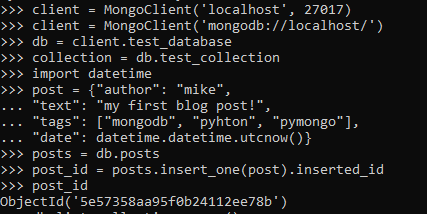 >>> client = MongoClient('localhost', 27017)
>>> client = MongoClient('mongodb://localhost/')
>>> db = client.test_database
>>> collection = db.test_collection
>>> import datetime
>>> post = {"author": "mike",
... "text": "my first blog post!",
... "tags": ["mongodb", "pyhton", "pymongo"],
... "date": datetime.datetime.utcnow()}
>>> posts = db.posts
>>> post_id = posts.insert_one(post).inserted_id
>>> post_id
ObjectId('5e57358aa95f0b24112ee78b')